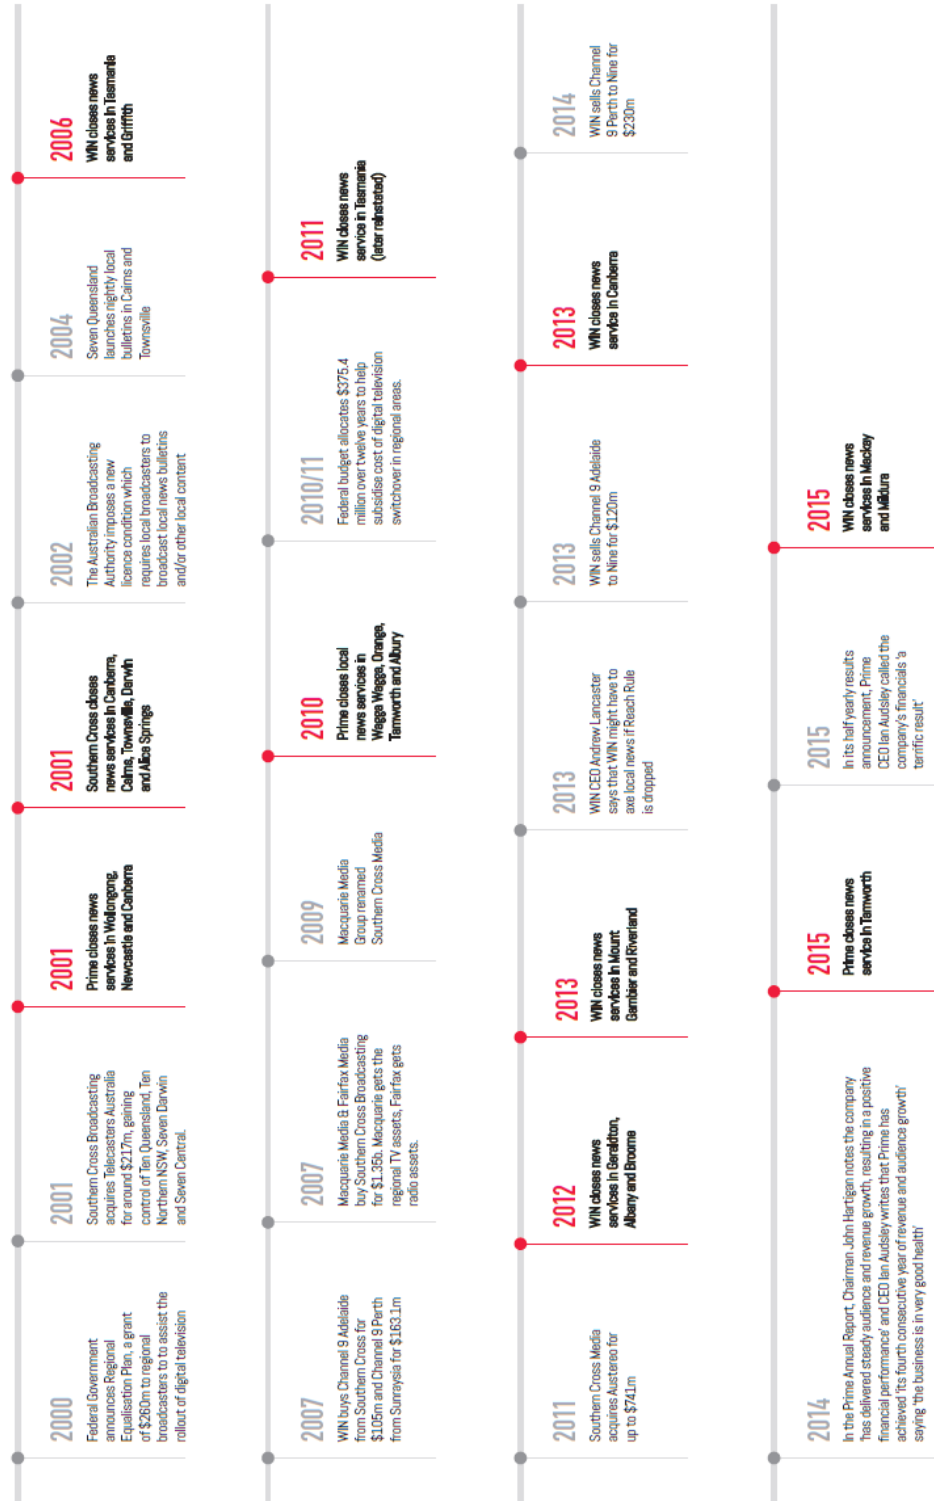 2000
Federal Government
announces Regional
Equalisation Plan, a grant
of $260m to regional
broadcasters to to assist the
rollout of digital television
2001
Southern Cross Broadcasting
acquires Telecasters Australia
for around $217m, gaining
control of Ten Queensland, Ten
Northern NSW, Seven Darwin
and Seven Central.
2001
Prime closes news
services in Wollongong,
Newcastle and Canberra
2001
Southern Cross closes
news services in Canberra,
Cairns, Townsville, Darwin
and Alice Springs
2002
The Australian Broadcasting
Authority imposes a new
licence condition which
requires local broadcasters to
broadcast local news bulletins
and/or other local content
2004
Seven Queensland
launches nightly local
bulletins in Cairns and
Townsville
2006
WIN closes news
services in Tasmania
and Griffith
2007
WIN buys Channel 9 Adelaide
from Southern Cross for
$105m and Channel 9 Perth
from Sunraysia for $163.1m
2007
Macquarie Media & Fairfax Media
buy Southern Cross Broadcasting
for $1.35b. Macquarie gets the
regional TV assets, Fairfax gets
radio assets.
2009
Macquarie Media
Group renamed
Southern Cross Media
2010
Prime closes local
news services in
Wagga Wagga, Orange,
Tamworth and Albury
2010/11
Federal budget allocates $375.4
million over twelve years to help
subsidise cost of digital television
switchover in regional areas.
2011
WIN closes news
service in Tasmania
(later reinstated)
2011
Southern Cross Media
acquires Austereo for
up to $741m
2012
WIN closes news
services in Geraldton,
Albany and Broome
2013
WIN closes news
services in Mount
Gambier and Riverland
2013
WIN CEO Andrew Lancaster
says that WIN might have to
axe local news if Reach Rule
is dropped
2013
WIN sells Channel 9 Adelaide
to Nine for $120m
2013
WIN closes news
service in Canberra
2014
WIN sells Channel
9 Perth to Nine for
$230m
2014
In the Prime Annual Report, Chairman John Hartigan notes the company
'has delivered steady audience and revenue growth, resulting in a positive
financial performance' and CEO Ian Audsley writes that Prime has
achieved 'its fourth consecutive year of revenue and audience growth'
saying 'the business is in very good health'
2015
Prime closes news
service in Tamworth
2015
In its half yearly results
announcement, Prime
CEO Ian Audsley called the
company's financials 'a
terrific result'
2015
WIN closes news
services in Mackay
and Mildura